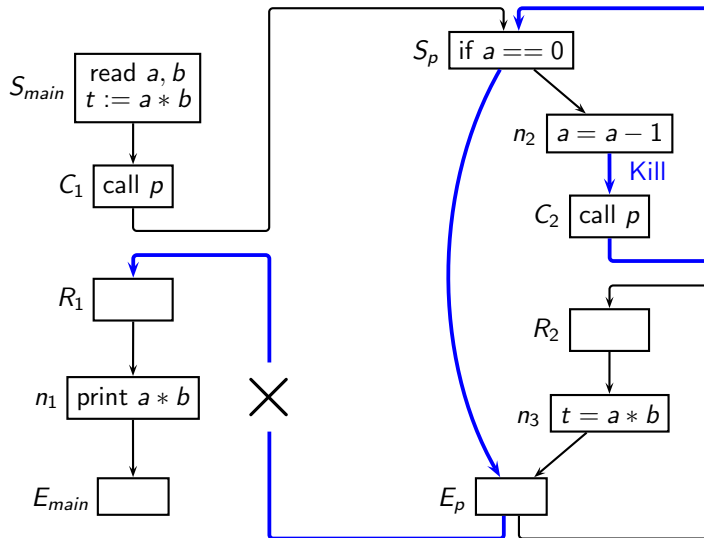 S_main
read a, b
t := a ∗ b
C_1
call p
R_1
n_1
print a ∗ b
E_main
S_p
if a == 0
n_2
a = a − 1
Kill
C_2
call p
R_2
n_3
t = a ∗ b
E_p